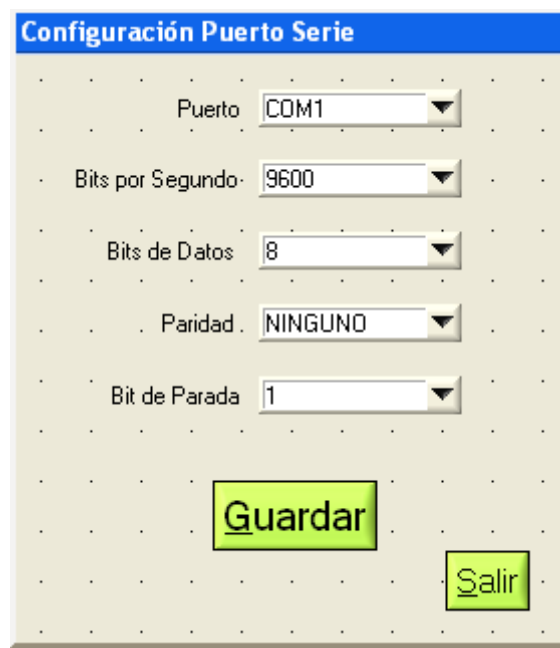 Configuración Puerto Serie
Puerto COM1
Bits por Segundo 9600
Bits de Datos 8
Paridad NINGUNO
Bit de Parada 1
Guardar
Salir